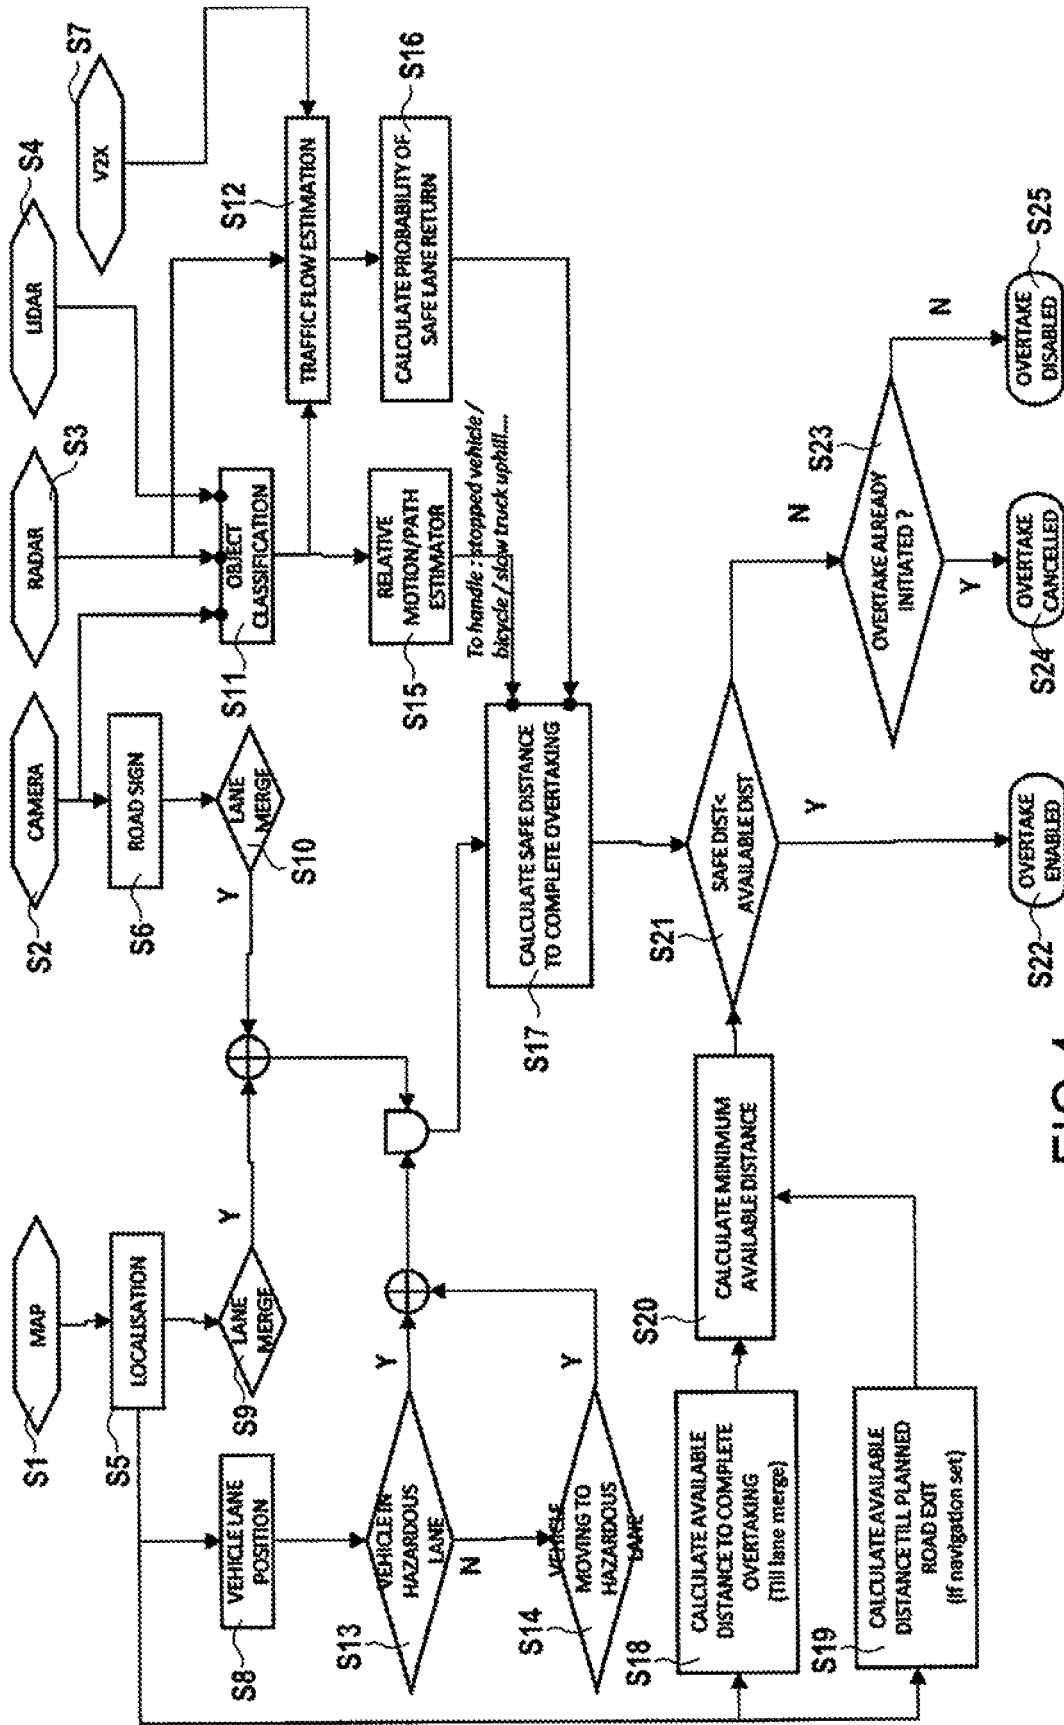 S1
MAP
S2
CAMERA
S3
RADAR
S4
LIDAR
S7
V2X
S5
LOCALISATION
S6
ROAD SIGN
S8
VEHICLE LANE
POSITION
S9
LANE
MERGE
Y
S10
LANE
MERGE
Y
S11
OBJECT
CLASSIFICATION
S12
TRAFFIC FLOW ESTIMATION
S13
VEHICLE IN
HAZARDOUS
LANE
Y
N
S14
VEHICLE
MOVING TO
HAZARDOUS
LANE
Y
S15
RELATIVE
MOTION/PATH
ESTIMATOR
To handle : stopped vehicle /
bicycle / slow truck uphill....
S16
CALCULATE PROBABILITY OF
SAFE LANE RETURN
S17
CALCULATE SAFE DISTANCE
TO COMPLETE OVERTAKING
S18
CALCULATE AVAILABLE
DISTANCE TO COMPLETE
OVERTAKING
(Till lane merge)
S19
CALCULATE AVAILABLE
DISTANCE TILL PLANNED
ROAD EXIT
(If navigation set)
S20
CALCULATE MINIMUM
AVAILABLE DISTANCE
S21
SAFE DIST<
AVAILABLE DIST
Y
N
S22
OVERTAKE
ENABLED
S23
OVERTAKE ALREADY
INITIATED ?
Y
N
S24
OVERTAKE
CANCELLED
S25
OVERTAKE
DISABLED